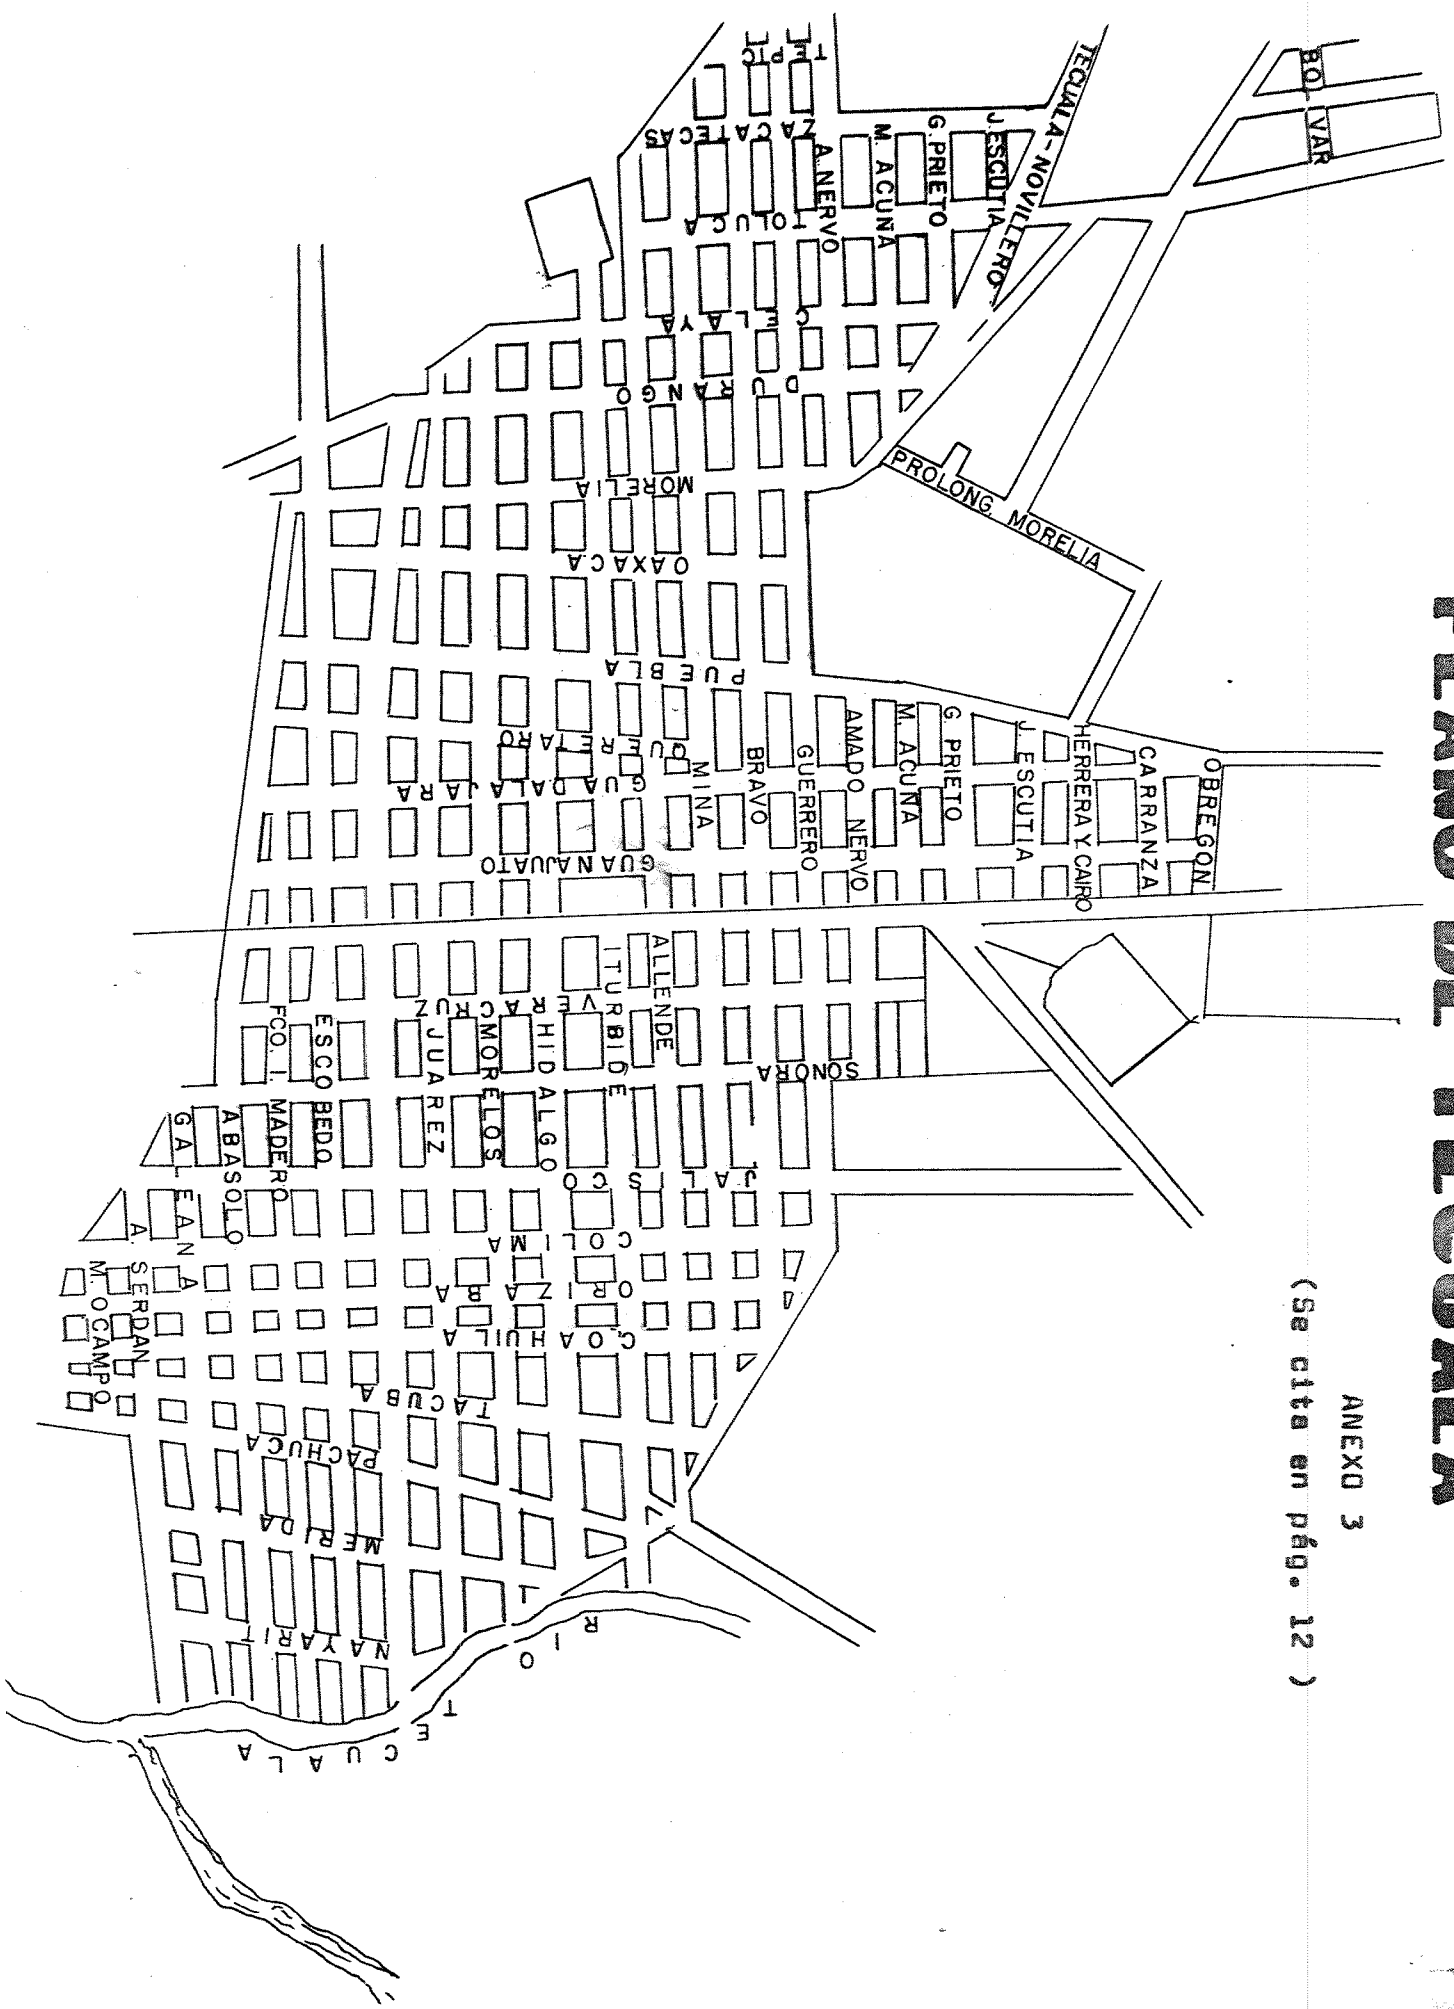 PLANO DE TECUALA
ANEXO 3
(Se cita en pág. 12 )
BOLIVAR
TECUALA-NOVILLERO
J. ESCUTIA
G. PRIETO
M. ACUÑA
A. NERVO
TEPIC
ZACATECAS
TOLUCA
CELAYA
DURANGO
MORELIA
PROLONG. MORELIA
OAXACA
PUEBLA
QUERETARO
GUADALAJARA
GUANAJUATO
OBREGON
CARRANZA
HERRERA Y CAIRO
J. ESCUTIA
G. PRIETO
M. ACUÑA
AMADO NERVO
GUERRERO
BRAVO
MINA
ALLENDE
ITURBIDE
HIDALGO
MORELOS
JUAREZ
ESCOBEDO
FCO. I. MADERO
ABASOLO
GALEANA
A. SERDAN
M. OCAMPO
VERACRUZ
SONORA
JALISCO
COLIMA
ORIZABA
COAHUILA
TACUBA
PACHUCA
MERIDA
NAYARIT
RIO TECUALA